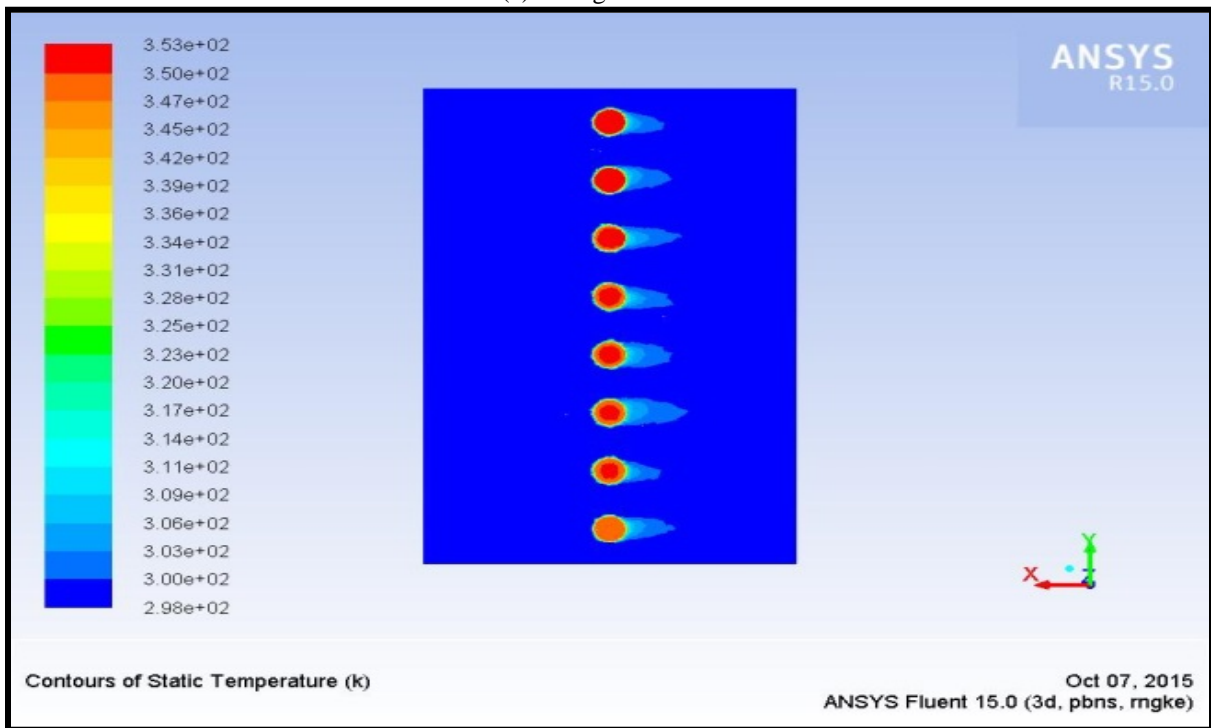 3.53e+02
3.50e+02
3.47e+02
3.45e+02
3.42e+02
3.39e+02
3.36e+02
3.34e+02
3.31e+02
3.28e+02
3.25e+02
3.23e+02
3.20e+02
3.17e+02
3.14e+02
3.11e+02
3.09e+02
3.06e+02
3.03e+02
3.00e+02
2.98e+02
ANSYS
R15.0
Y
X
Z
Contours of Static Temperature (k)
Oct 07, 2015
ANSYS Fluent 15.0 (3d, pbns, rngke)